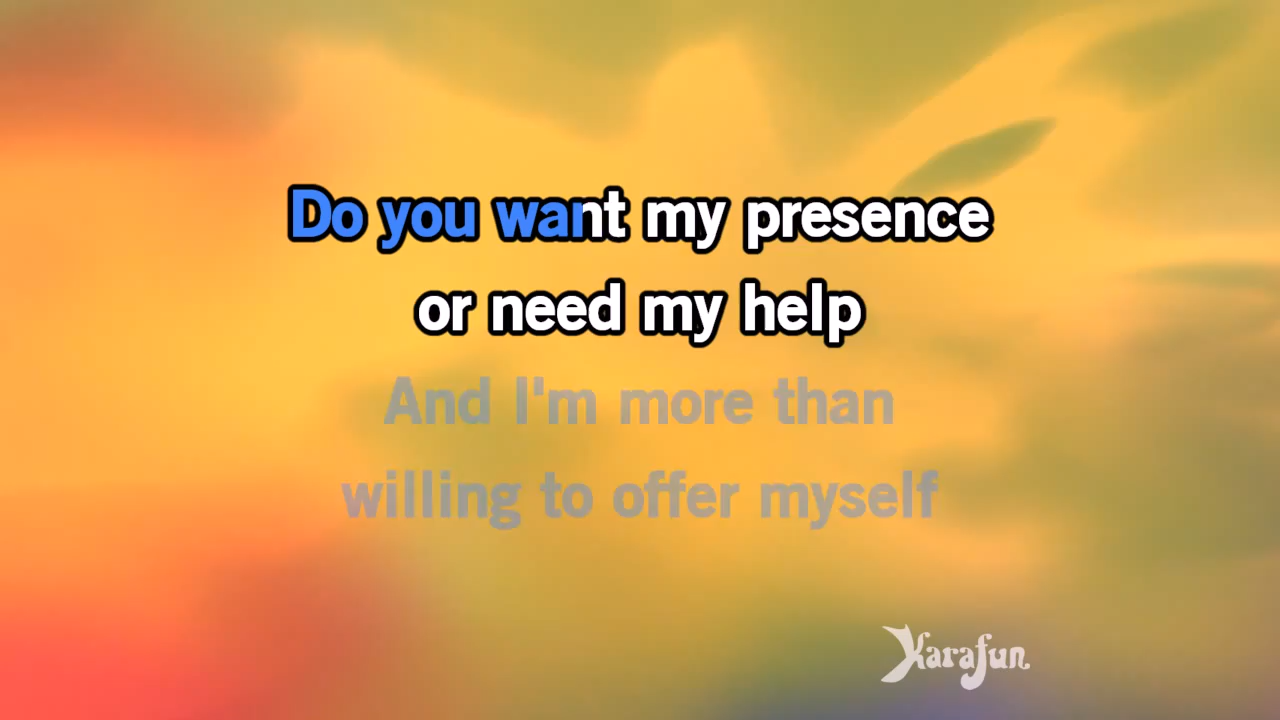 Do you want my presence
or need my help
And I'm more than
willing to offer myself
Karafun